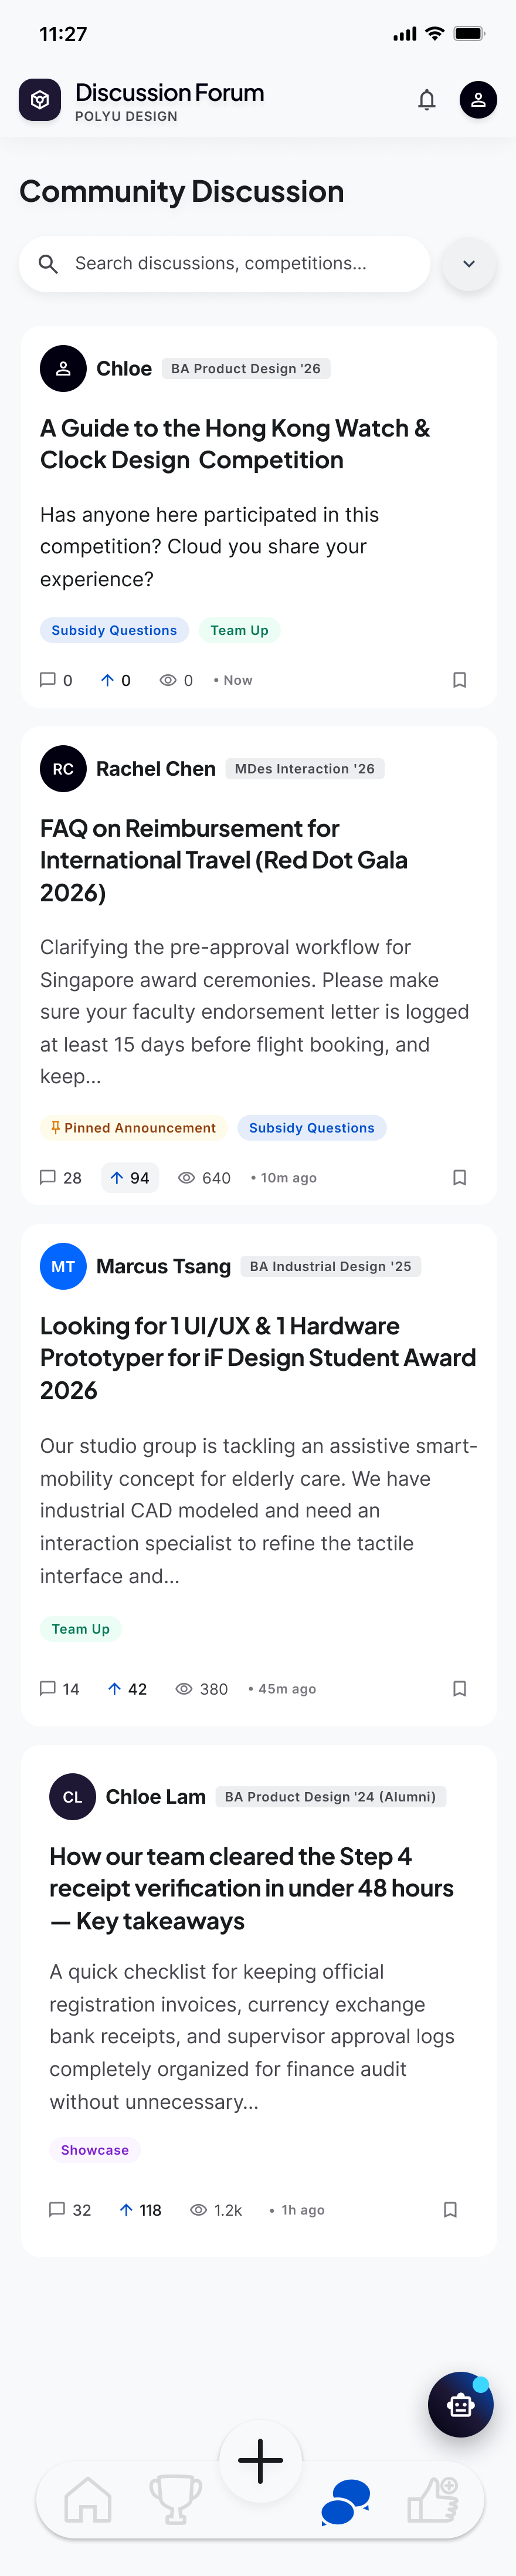 11:27
Discussion Forum
POLYU DESIGN
Community Discussion
Search discussions, competitions...
Chloe BA Product Design '26
A Guide to the Hong Kong Watch &
Clock Design Competition
Has anyone here participated in this
competition? Cloud you share your
experience?
Subsidy Questions Team Up
0 0 0 • Now
RC Rachel Chen MDes Interaction '26
FAQ on Reimbursement for
International Travel (Red Dot Gala
2026)
Clarifying the pre-approval workflow for
Singapore award ceremonies. Please make
sure your faculty endorsement letter is logged
at least 15 days before flight booking, and
keep...
Pinned Announcement Subsidy Questions
28 94 640 • 10m ago
MT Marcus Tsang BA Industrial Design '25
Looking for 1 UI/UX & 1 Hardware
Prototyper for iF Design Student Award
2026
Our studio group is tackling an assistive smart-
mobility concept for elderly care. We have
industrial CAD modeled and need an
interaction specialist to refine the tactile
interface and...
Team Up
14 42 380 • 45m ago
CL Chloe Lam BA Product Design '24 (Alumni)
How our team cleared the Step 4
receipt verification in under 48 hours
— Key takeaways
A quick checklist for keeping official
registration invoices, currency exchange
bank receipts, and supervisor approval logs
completely organized for finance audit
without unnecessary...
Showcase
32 118 1.2k • 1h ago